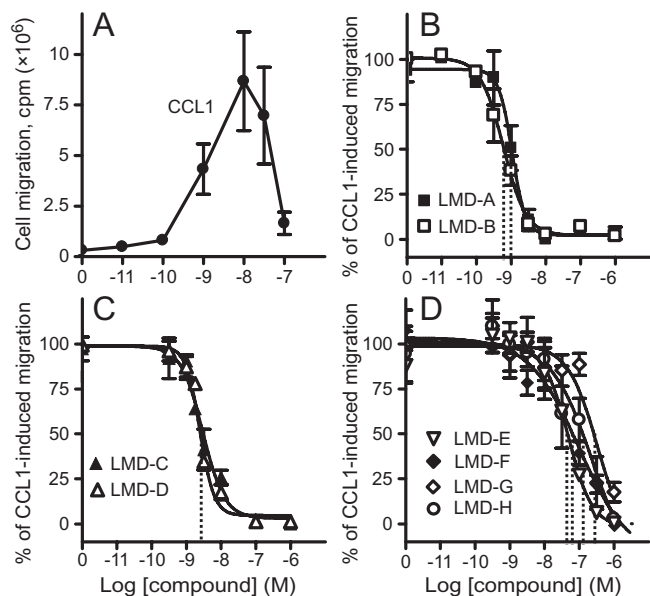 A
Cell migration, cpm (×10⁶)
10
7.5
5
2.5
0
CCL1
0 -11 -10 -9 -8 -7
B
% of CCL1-induced migration
100
75
50
25
0
LMD-A
LMD-B
0 -11 -10 -9 -8 -7 -6
C
% of CCL1-induced migration
100
75
50
25
0
LMD-C
LMD-D
0 -11 -10 -9 -8 -7 -6
Log [compound] (M)
D
% of CCL1-induced migration
100
75
50
25
0
LMD-E
LMD-F
LMD-G
LMD-H
0 -11 -10 -9 -8 -7 -6
Log [compound] (M)